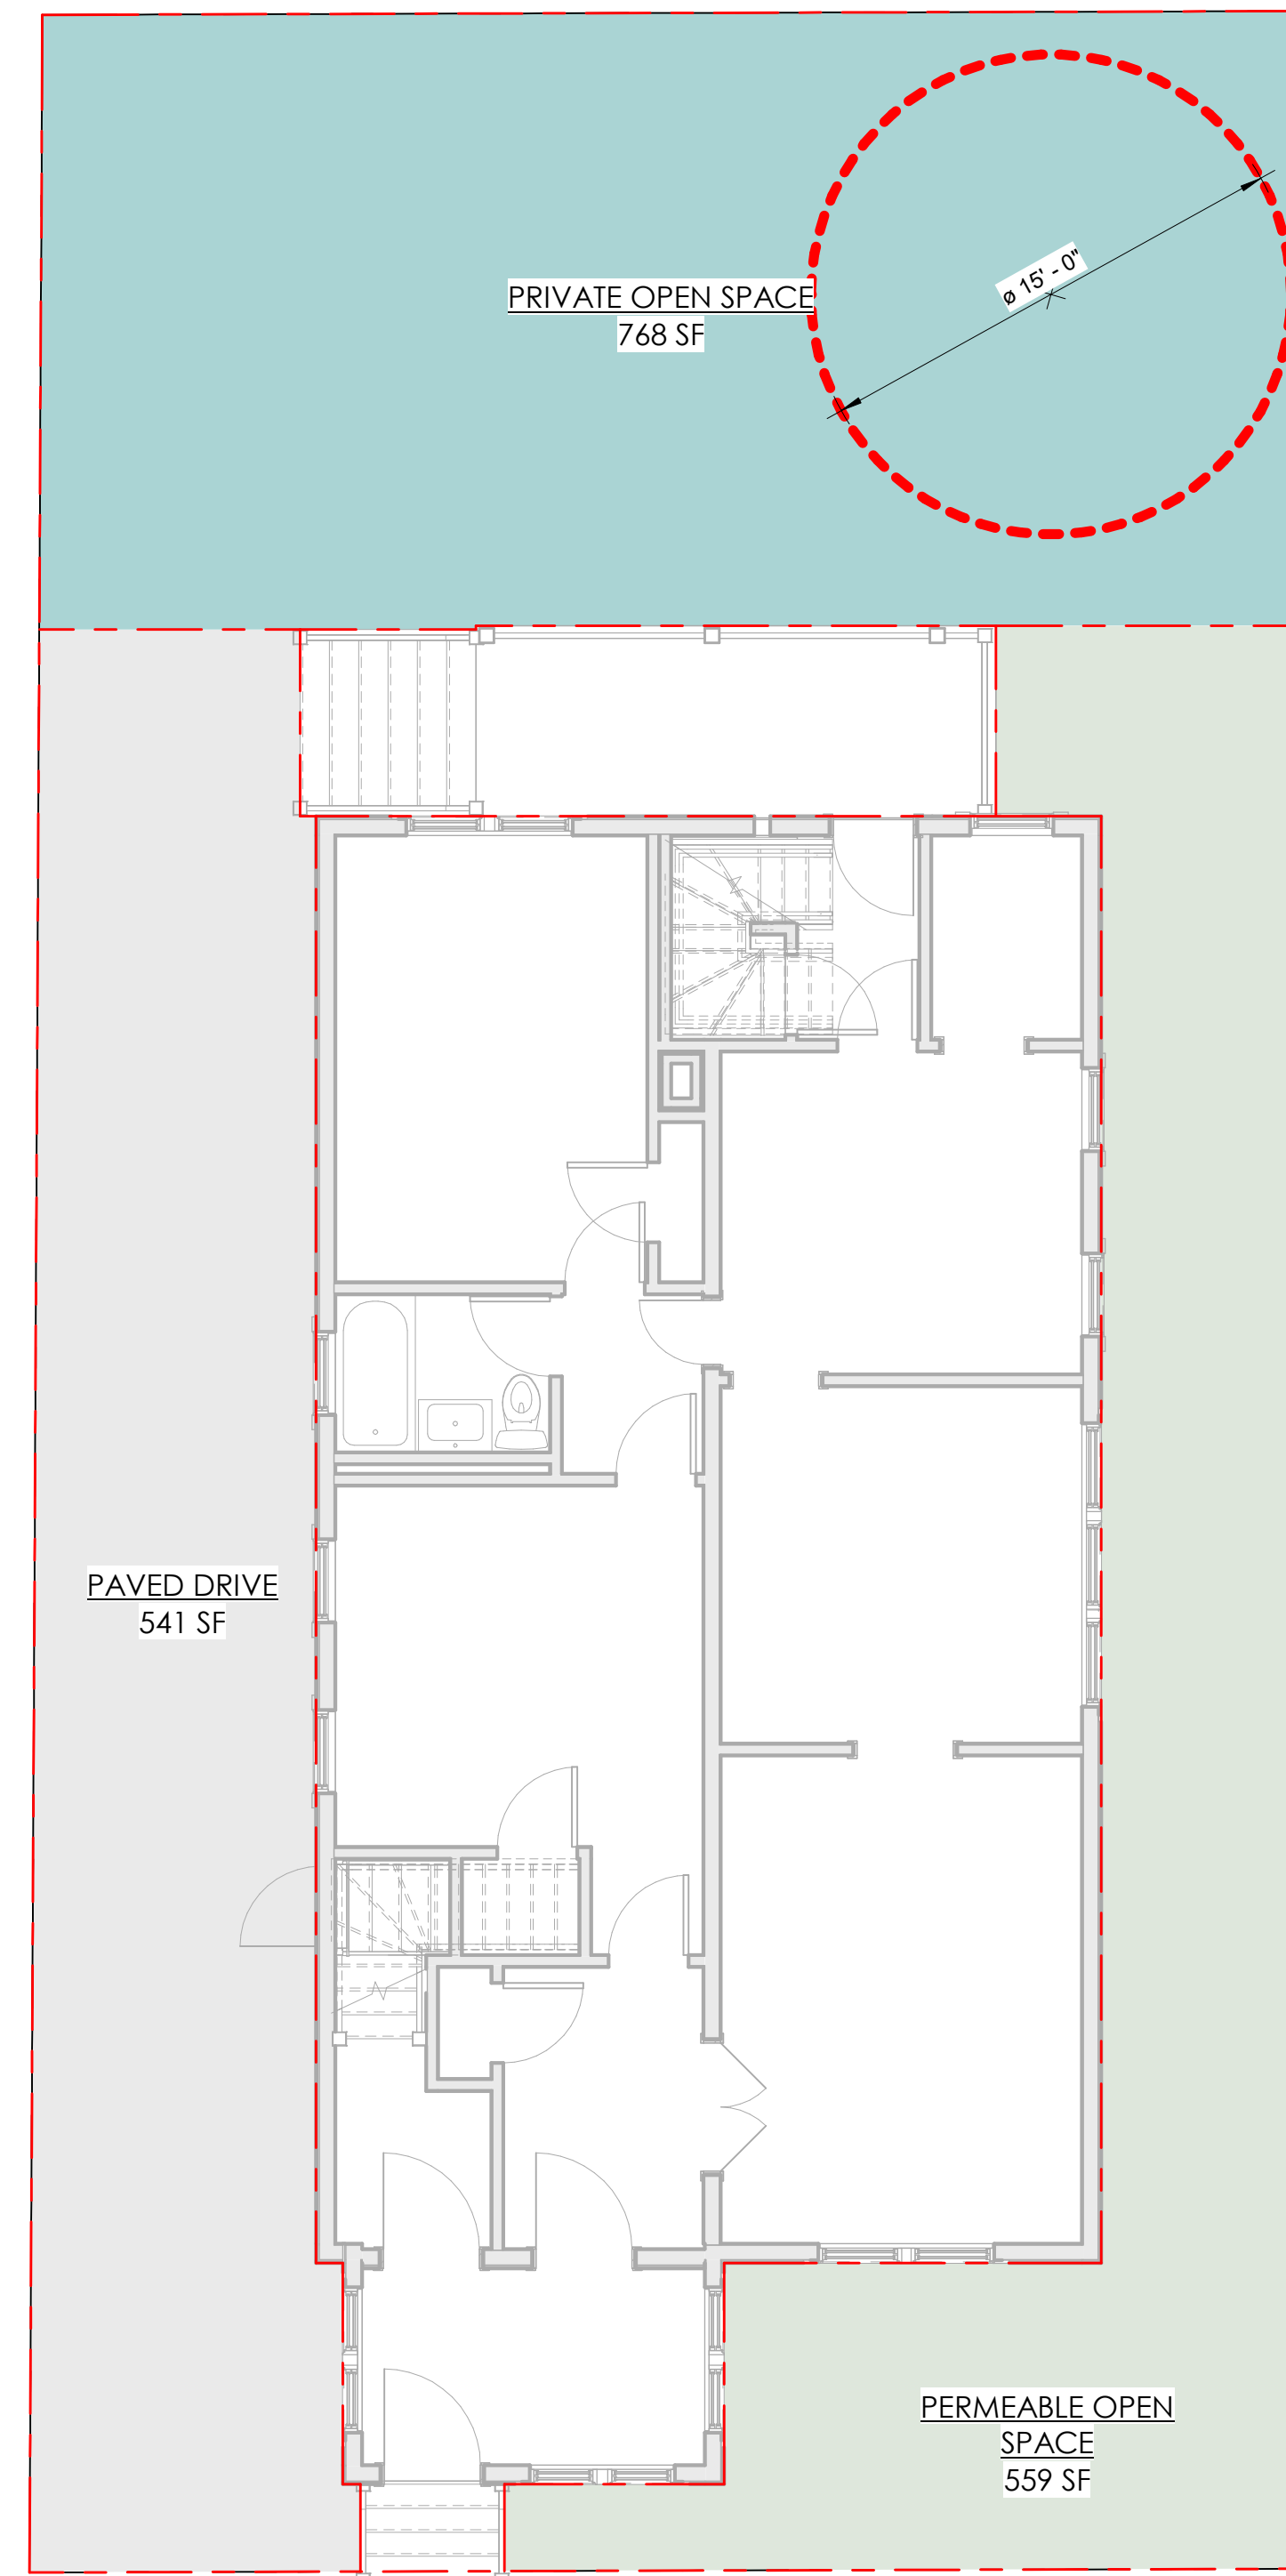 ø 15' - 0"
PRIVATE OPEN SPACE
768 SF
PAVED DRIVE
541 SF
PERMEABLE OPEN
SPACE
559 SF